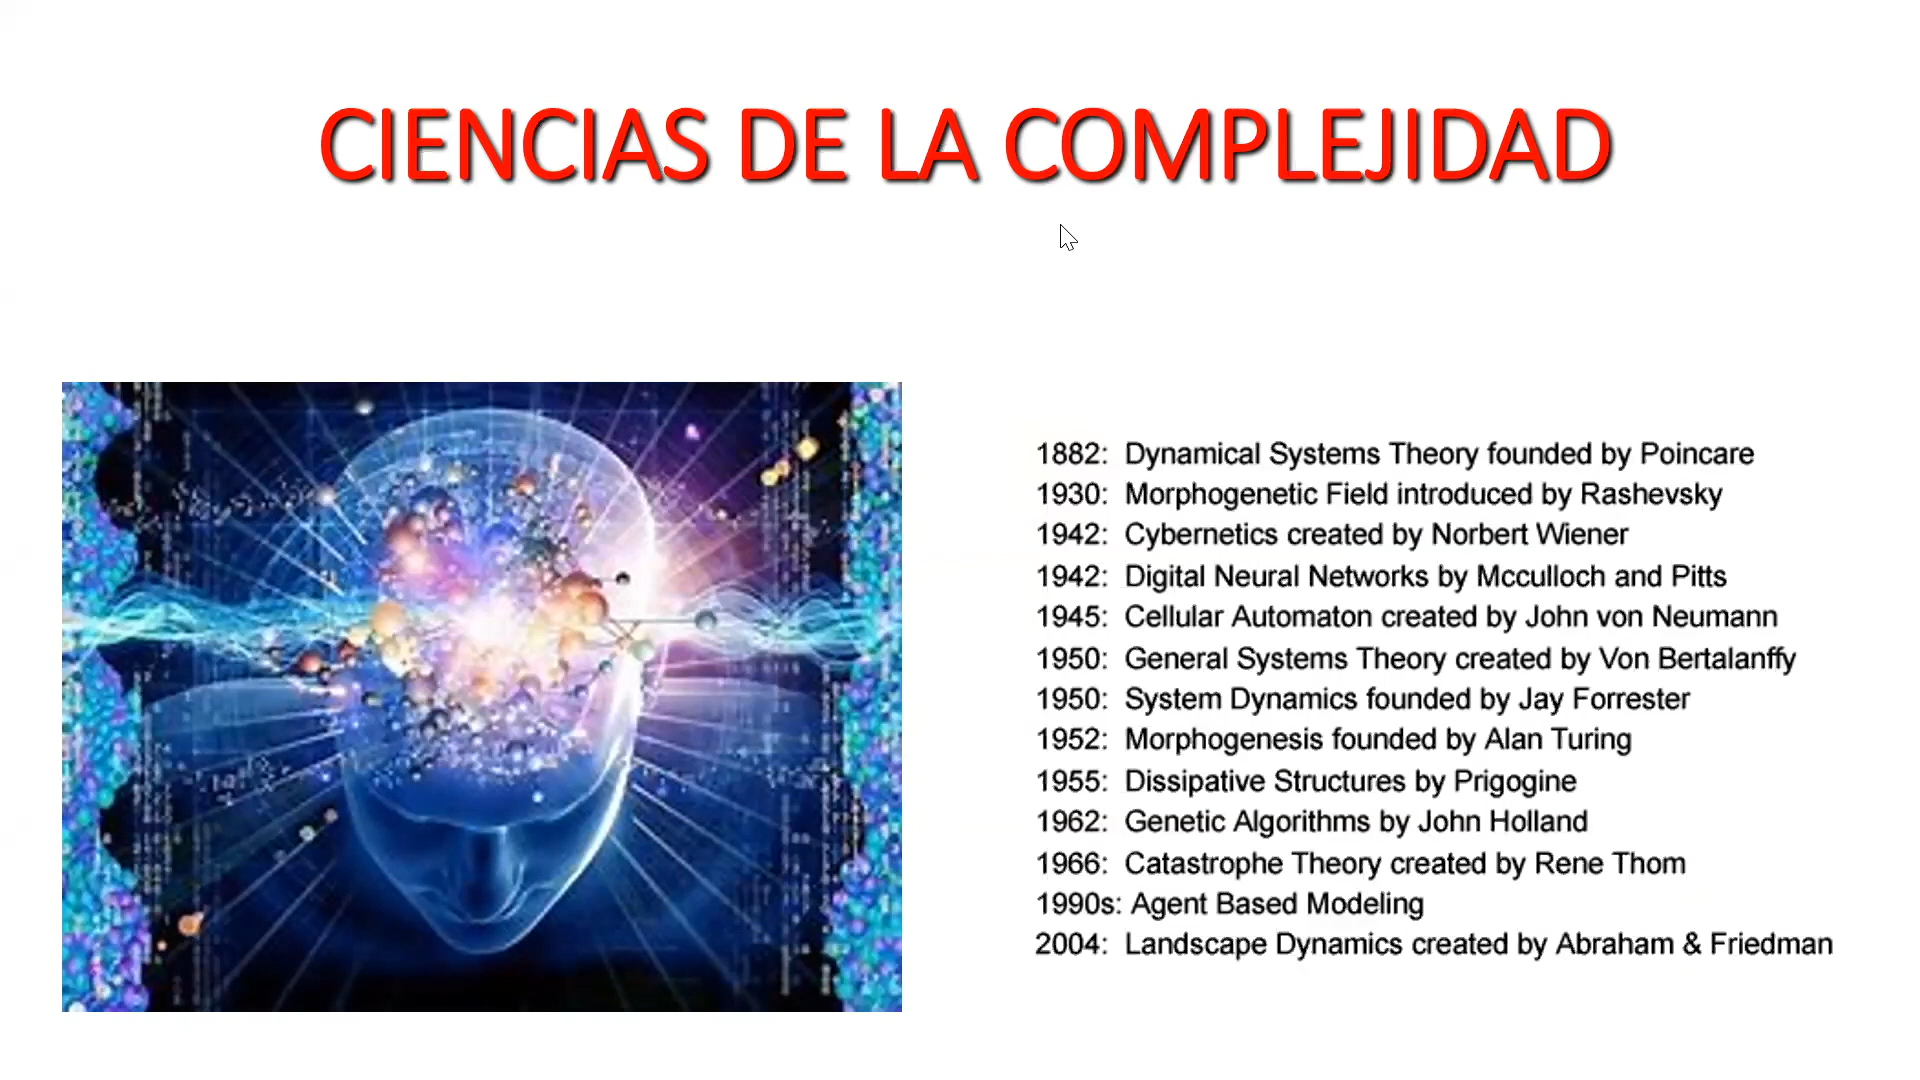 CIENCIAS DE LA COMPLEJIDAD
1882: Dynamical Systems Theory founded by Poincare
1930: Morphogenetic Field introduced by Rashevsky
1942: Cybernetics created by Norbert Wiener
1942: Digital Neural Networks by Mcculloch and Pitts
1945: Cellular Automaton created by John von Neumann
1950: General Systems Theory created by Von Bertalanffy
1950: System Dynamics founded by Jay Forrester
1952: Morphogenesis founded by Alan Turing
1955: Dissipative Structures by Prigogine
1962: Genetic Algorithms by John Holland
1966: Catastrophe Theory created by Rene Thom
1990s: Agent Based Modeling
2004: Landscape Dynamics created by Abraham & Friedman